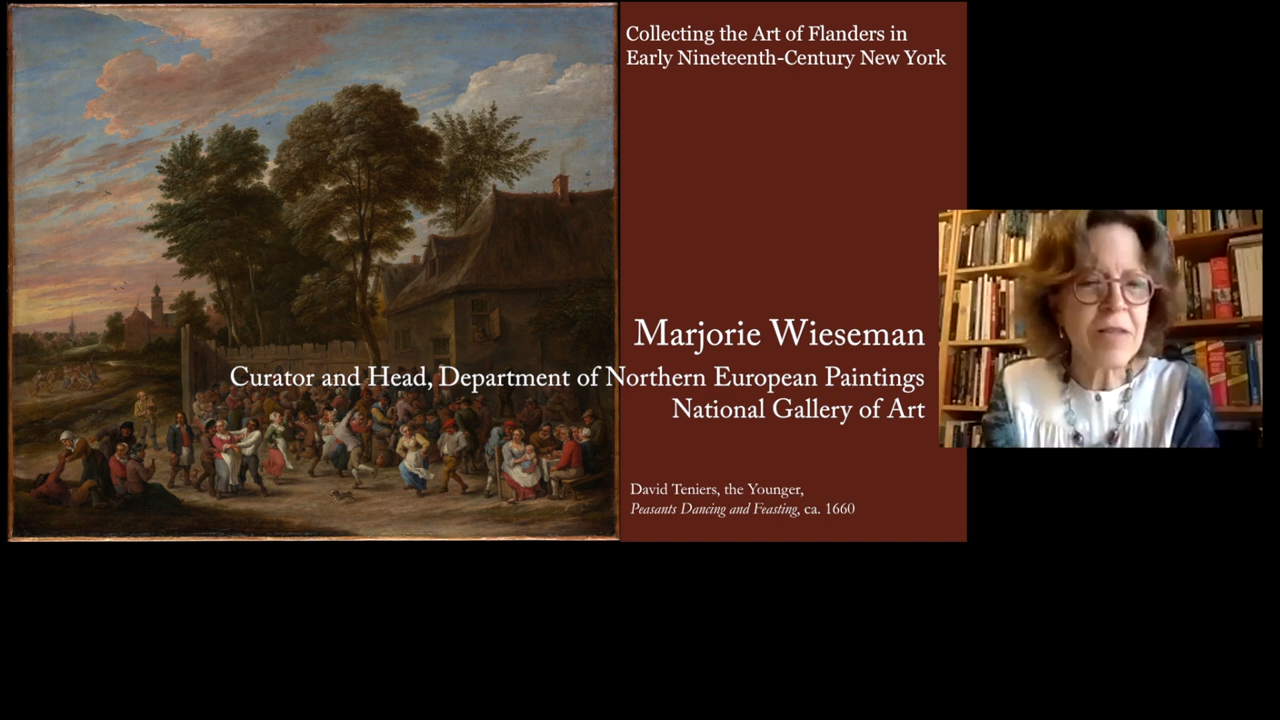 Collecting the Art of Flanders in
Early Nineteenth-Century New York
Marjorie Wieseman
Curator and Head, Department of Northern European Paintings
National Gallery of Art
David Teniers, the Younger,
Peasants Dancing and Feasting, ca. 1660